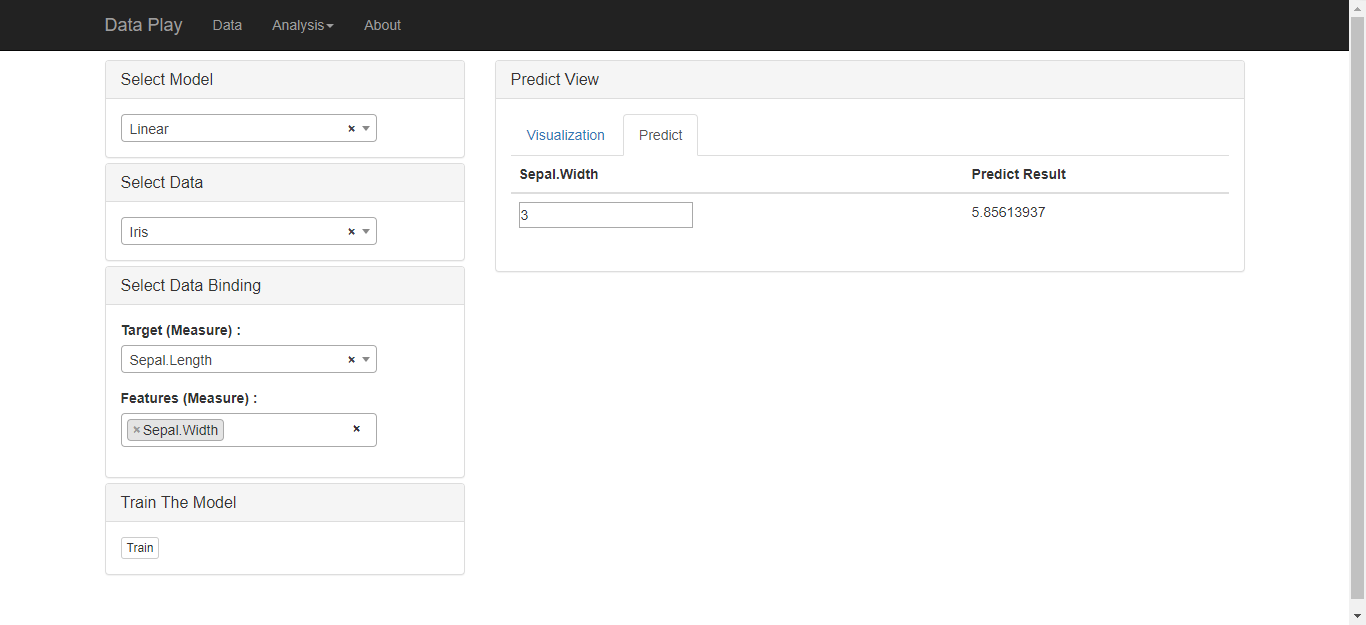 Data Play Data Analysis About
Select Model
Linear × 
Select Data
Iris ×
Select Data Binding
Target (Measure) :
Sepal.Length ×
Features (Measure) :
×Sepal.Width ×
Train The Model
Train
Predict View
Visualization Predict
Sepal.Width Predict Result
3 5.85613937